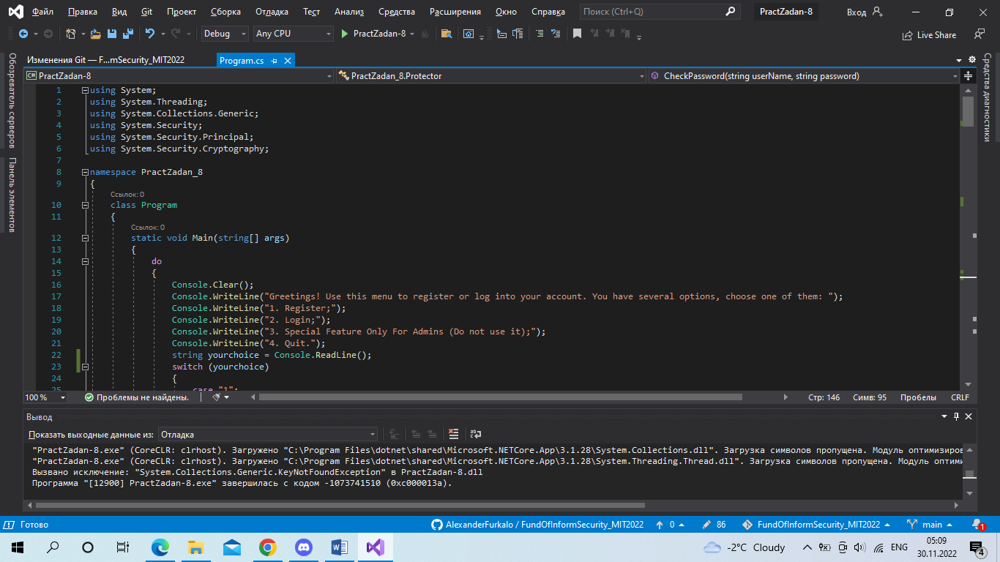 Файл Правка Вид Git Проект Сборка Отладка Тест Анализ Средства Расширения Окно Справка Поиск (Ctrl+Q) PractZadan-8 Вход
Debug Any CPU PractZadan-8 Live Share
Обозреватель серверов
Панель элементов
Средства диагностики
Изменения Git — F...mSecurity_MIT2022 Program.cs
C# PractZadan-8 PractZadan_8.Protector CheckPassword(string userName, string password)
1 using System;
2 using System.Threading;
3 using System.Collections.Generic;
4 using System.Security;
5 using System.Security.Principal;
6 using System.Security.Cryptography;
7
8 namespace PractZadan_8
9 {
Ссылок: 0
10 class Program
11 {
Ссылок: 0
12 static void Main(string[] args)
13 {
14 do
15 {
16 Console.Clear();
17 Console.WriteLine("Greetings! Use this menu to register or log into your account. You have several options, choose one of them: ");
18 Console.WriteLine("1. Register;");
19 Console.WriteLine("2. Login;");
20 Console.WriteLine("3. Special Feature Only For Admins (Do not use it);");
21 Console.WriteLine("4. Quit.");
22 string yourchoice = Console.ReadLine();
23 switch (yourchoice)
24 {
25 case "1":
100 % Проблемы не найдены. Стр: 146 Симв: 95 Пробелы CRLF
Вывод
Показать выходные данные из: Отладка
"PractZadan-8.exe" (CoreCLR: clrhost). Загружено "C:\Program Files\dotnet\shared\Microsoft.NETCore.App\3.1.28\System.Collections.dll". Загрузка символов пропущена. Модуль оптимизиров
"PractZadan-8.exe" (CoreCLR: clrhost). Загружено "C:\Program Files\dotnet\shared\Microsoft.NETCore.App\3.1.28\System.Threading.Thread.dll". Загрузка символов пропущена. Модуль оптими
Вызвано исключение: "System.Collections.Generic.KeyNotFoundException" в PractZadan-8.dll
Программа "[12900] PractZadan-8.exe" завершилась с кодом -1073741510 (0xc000013a).
Готово AlexanderFurkalo / FundOfInformSecurity_MIT2022 0 86 FundOfInformSecurity_MIT2022 main 1
-2°C Cloudy ENG 05:09
30.11.2022 4